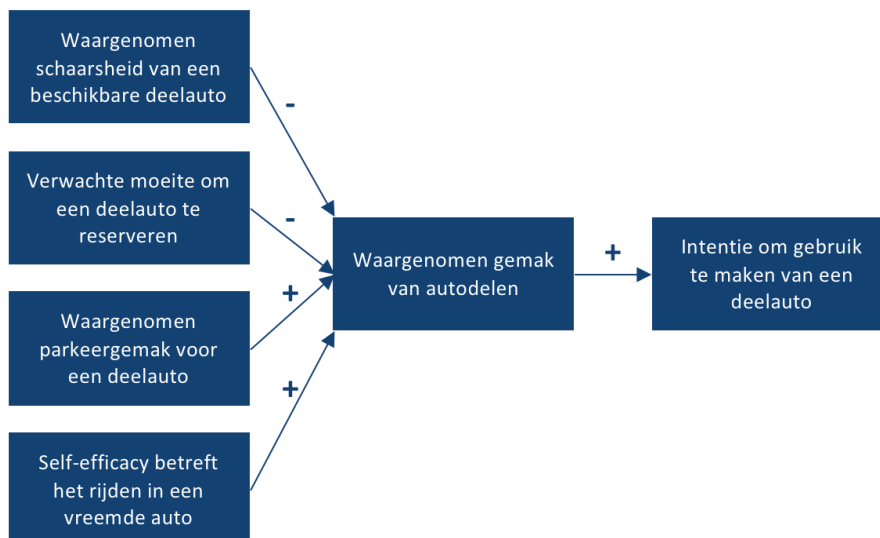 Waargenomen
schaarsheid van een
beschikbare deelauto
-
Verwachte moeite om
een deelauto te
reserveren
-
Waargenomen
parkeergemak voor
een deelauto
+
Self-efficacy betreft
het rijden in een
vreemde auto
+
Waargenomen gemak
van autodelen
+
Intentie om gebruik
te maken van een
deelauto